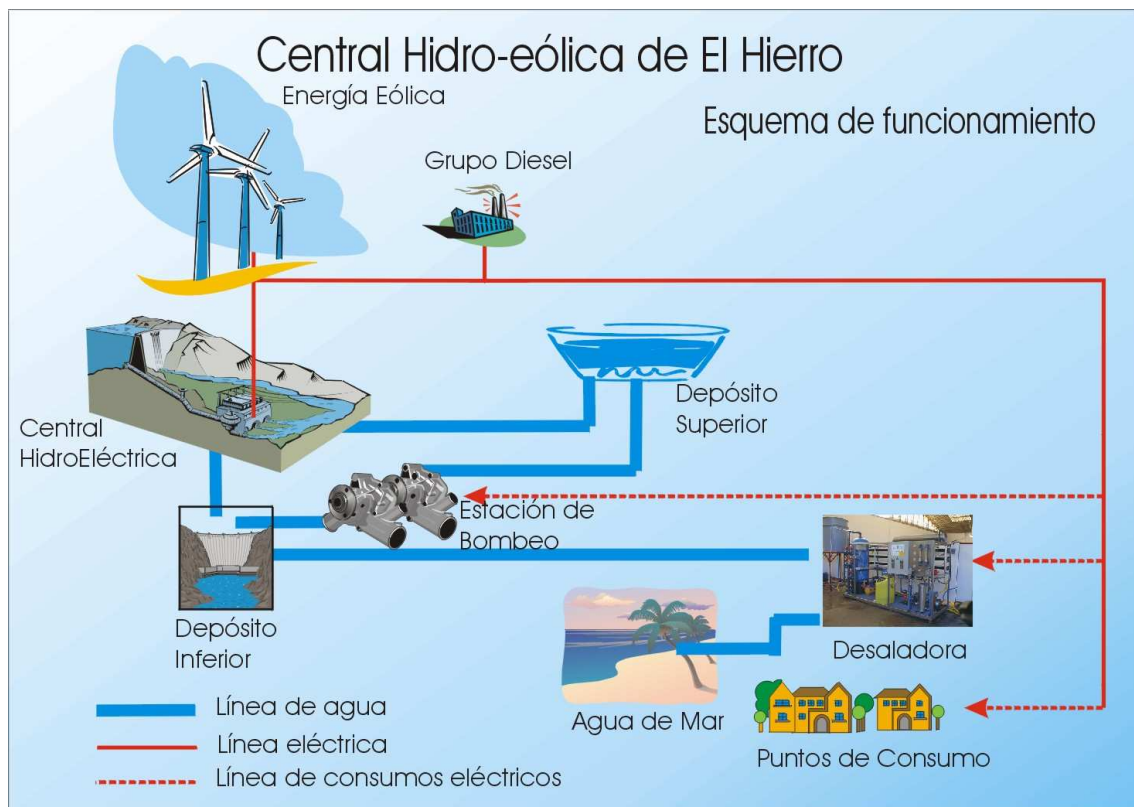 Central Hidro-eólica de El Hierro
Energía Eólica
Esquema de funcionamiento
Grupo Diesel
Depósito
Superior
Central
HidroEléctrica
Estación de
Bombeo
Depósito
Inferior
Desaladora
Agua de Mar
Puntos de Consumo
Línea de agua
Línea eléctrica
Línea de consumos eléctricos